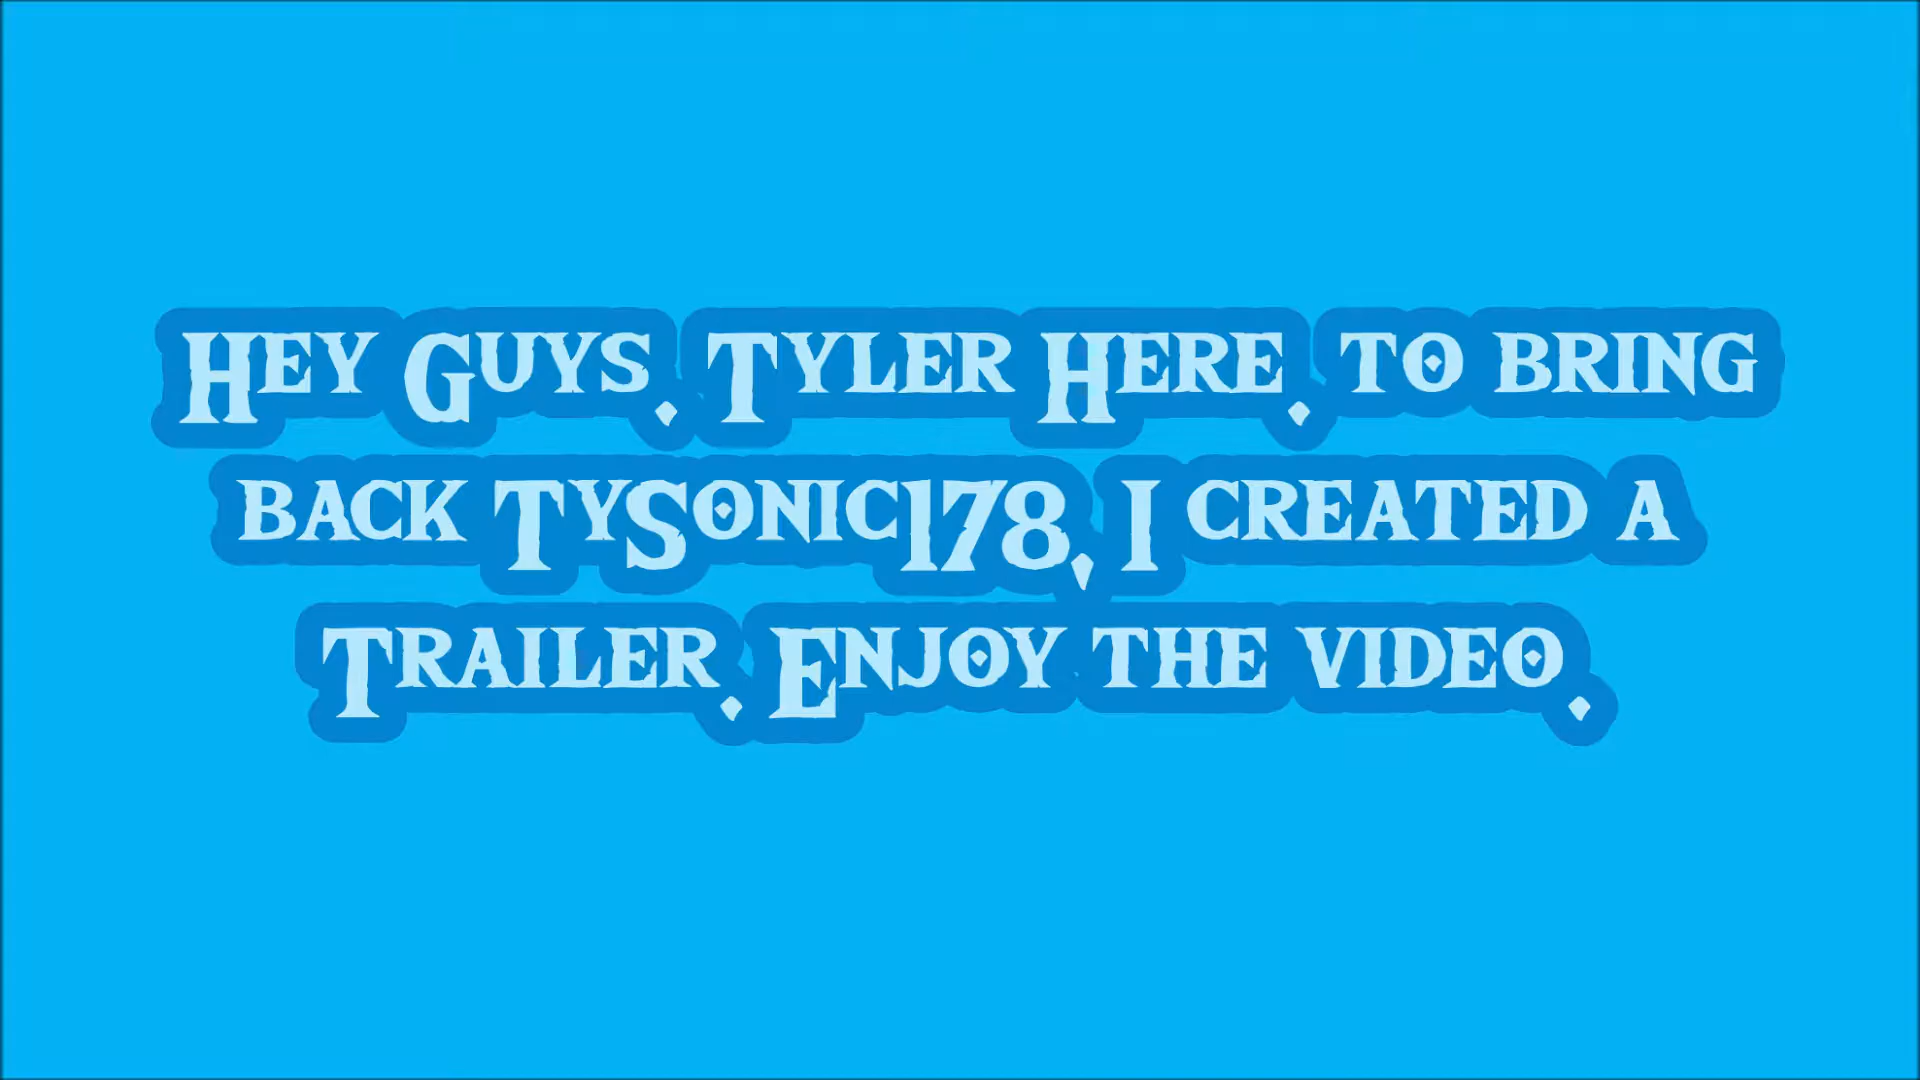 Hey Guys. Tyler Here. to bring
back TySonic178, I created a
Trailer. Enjoy the video.